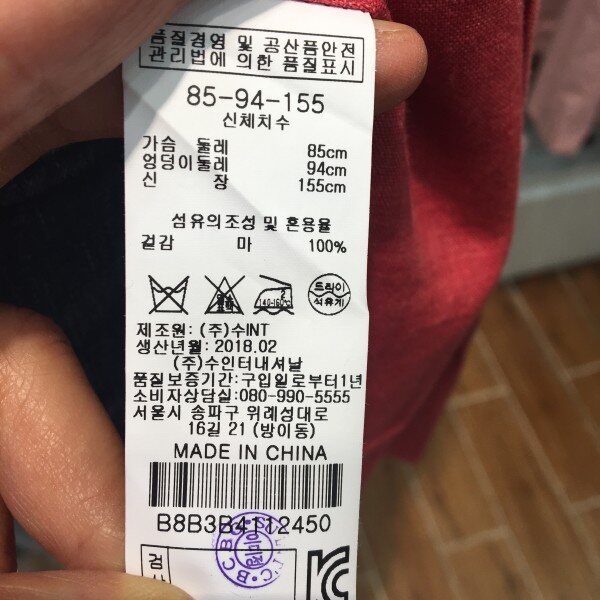 품질경영 및 공산품안전
관리법에 의한 품질표시
85-94-155
신체치수
가슴 둘레 85cm
엉덩이둘레 94cm
신 장 155cm
섬유의조성 및 혼용율
겉감 마 100%
140-160℃ 드라이
석유계
제조원: (주)수INT
생산년월: 2018.02
(주)수인터내셔날
품질보증기간:구입일로부터1년
소비자상담실:080-990-5555
서울시 송파구 위례성대로
16길 21 (방이동)
MADE IN CHINA
B8B3B4112450
검